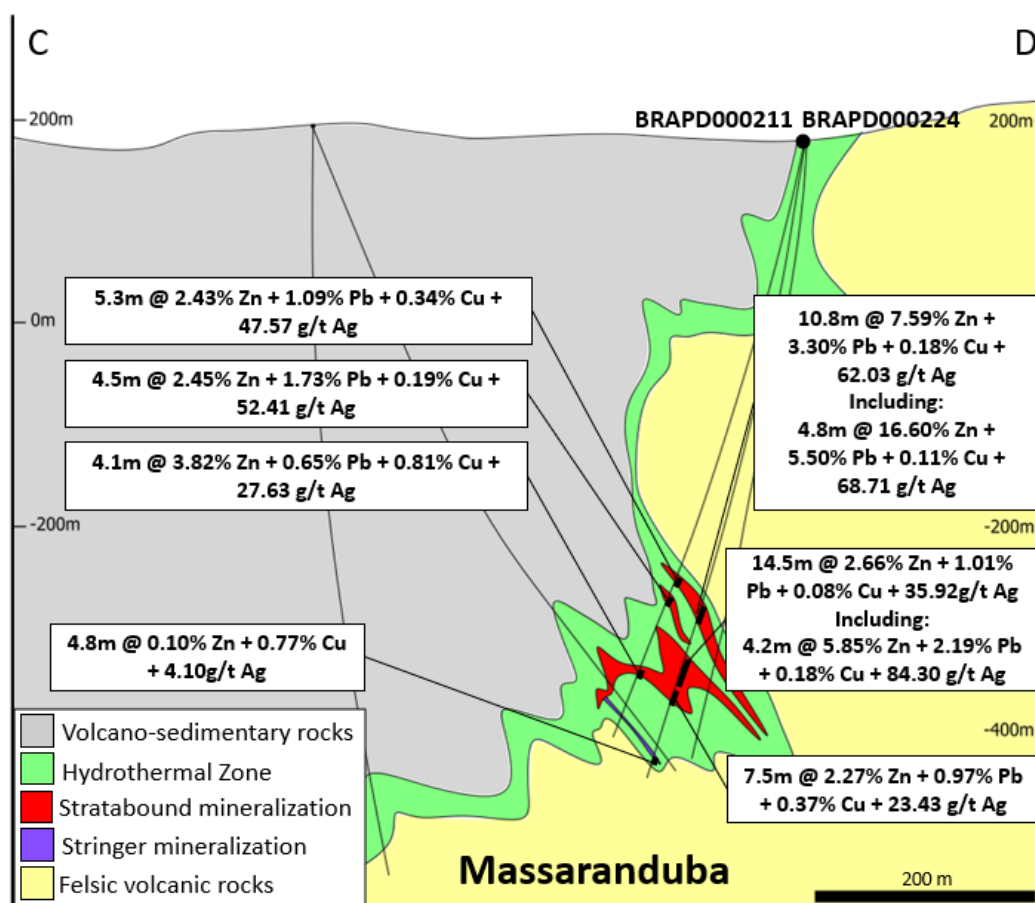 C
D
200m
BRAPD000211 BRAPD000224
200m
5.3m @ 2.43% Zn + 1.09% Pb + 0.34% Cu +
47.57 g/t Ag
0m
10.8m @ 7.59% Zn +
3.30% Pb + 0.18% Cu +
62.03 g/t Ag
Including:
4.8m @ 16.60% Zn +
5.50% Pb + 0.11% Cu +
68.71 g/t Ag
4.5m @ 2.45% Zn + 1.73% Pb + 0.19% Cu +
52.41 g/t Ag
4.1m @ 3.82% Zn + 0.65% Pb + 0.81% Cu +
27.63 g/t Ag
-200m
-200m
14.5m @ 2.66% Zn + 1.01%
Pb + 0.08% Cu + 35.92g/t Ag
Including:
4.2m @ 5.85% Zn + 2.19% Pb
+ 0.18% Cu + 84.30 g/t Ag
4.8m @ 0.10% Zn + 0.77% Cu
+ 4.10g/t Ag
-400m
7.5m @ 2.27% Zn + 0.97% Pb
+ 0.37% Cu + 23.43 g/t Ag
Volcano-sedimentary rocks
Hydrothermal Zone
Stratabound mineralization
Stringer mineralization
Felsic volcanic rocks
Massaranduba
200 m